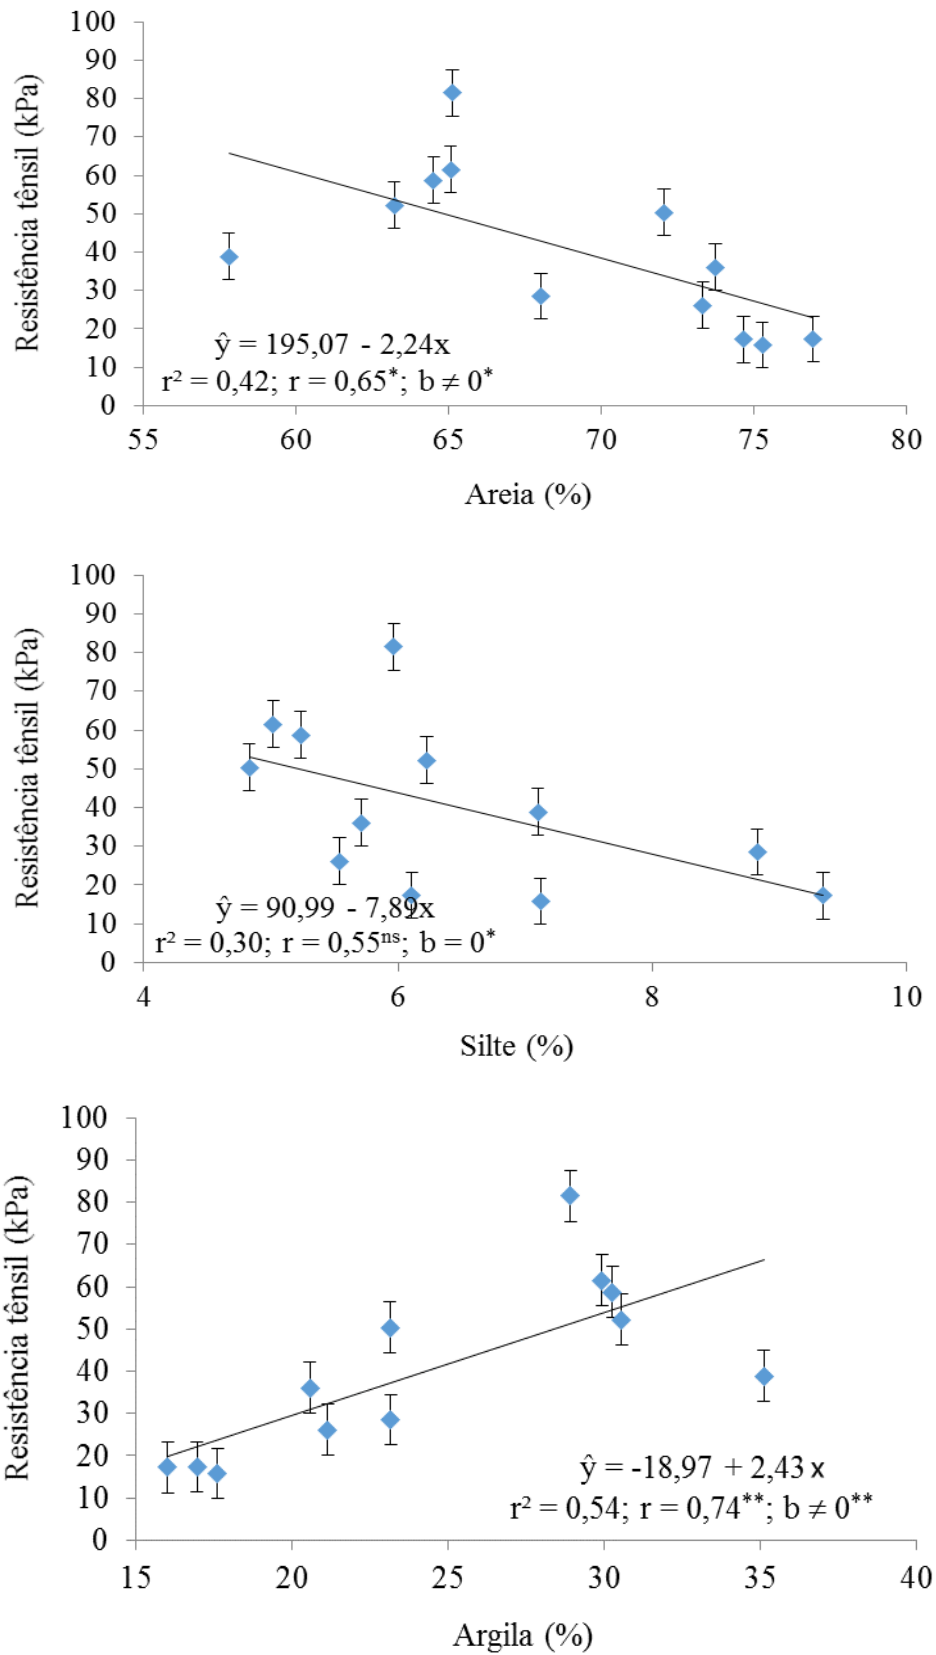 Resistência tênsil (kPa)
100
90
80
70
60
50
40
30
20
10
0
ŷ = 195,07 - 2,24x
r² = 0,42; r = 0,65*; b ≠ 0*
55 60 65 70 75 80
Areia (%)
Resistência tênsil (kPa)
100
90
80
70
60
50
40
30
20
10
0
ŷ = 90,99 - 7,89x
r² = 0,30; r = 0,55ⁿˢ; b = 0*
4 6 8 10
Silte (%)
Resistência tênsil (kPa)
100
90
80
70
60
50
40
30
20
10
0
ŷ = -18,97 + 2,43 x
r² = 0,54; r = 0,74**; b ≠ 0**
15 20 25 30 35 40
Argila (%)